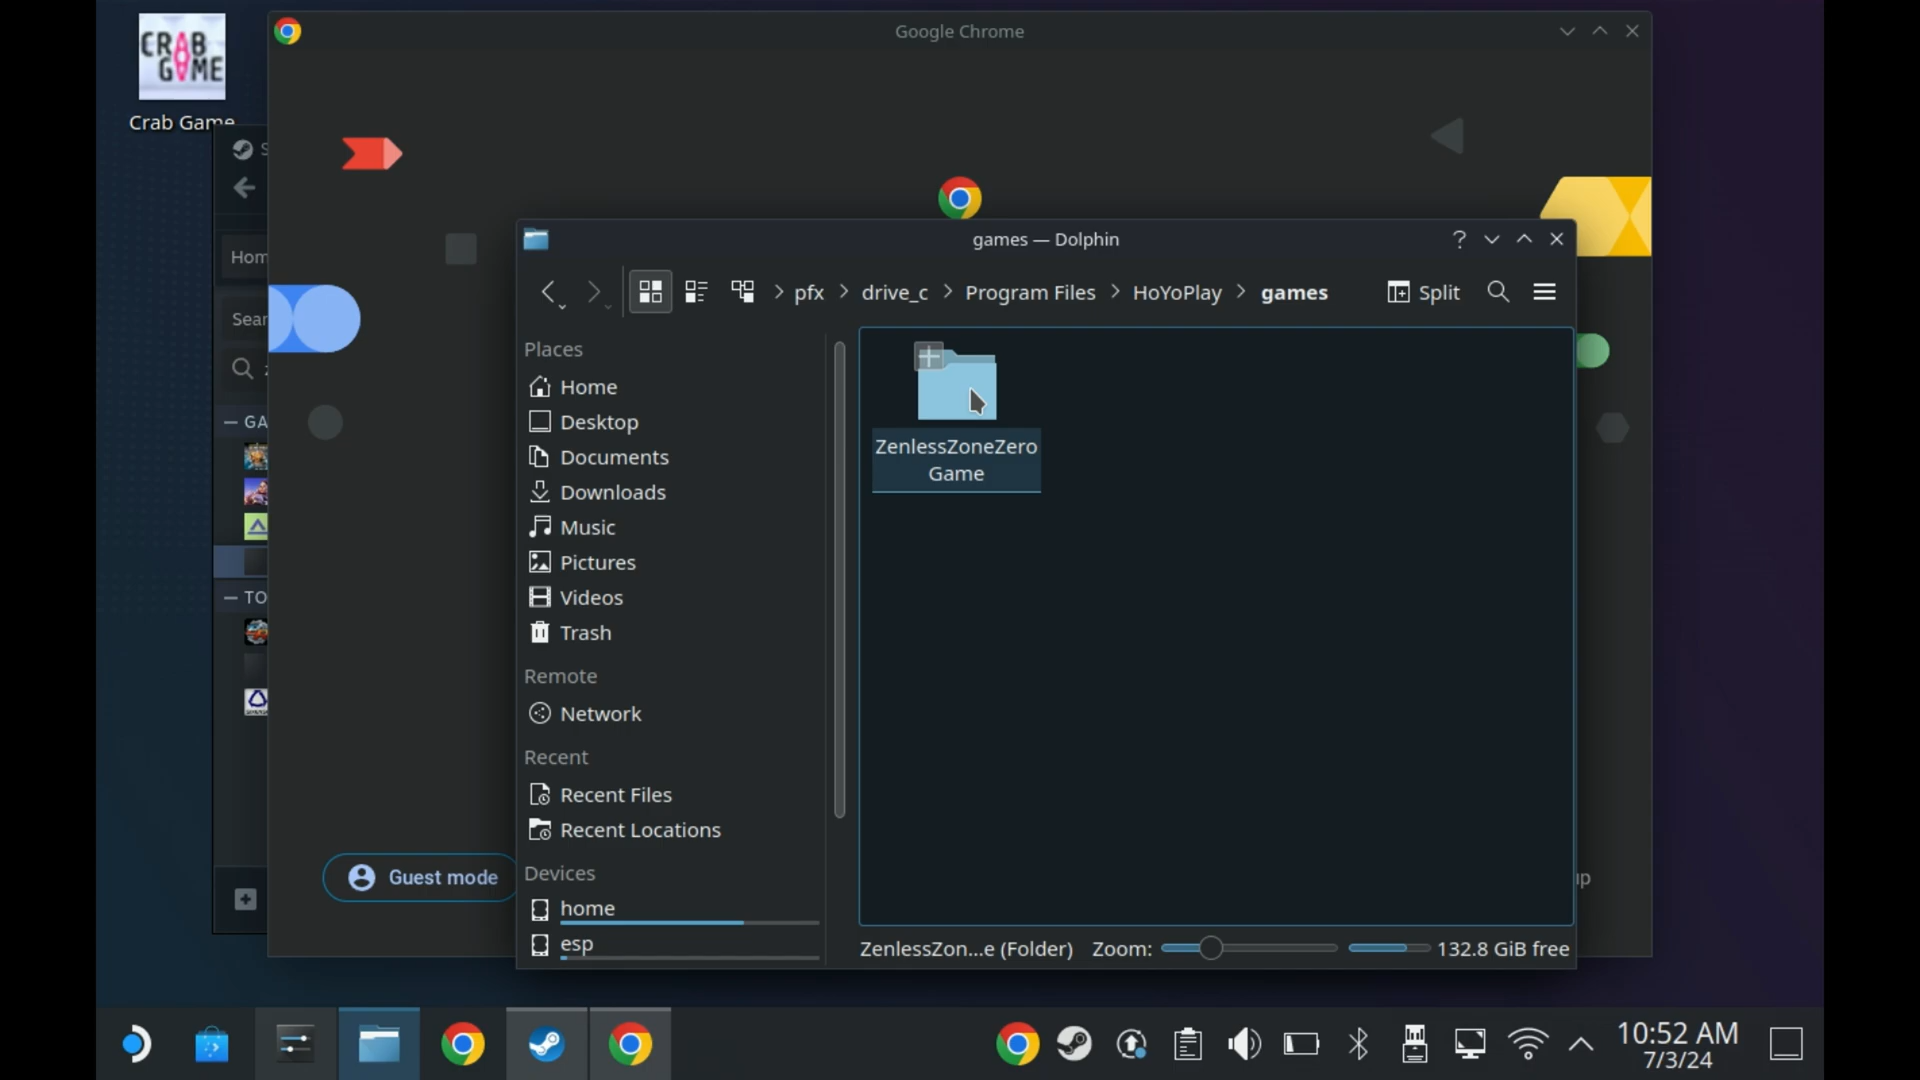 CRAB
GAME
Crab Game
Google Chrome
S
Hom
Sear
z
GA
TO
games — Dolphin
pfx
drive_c
Program Files
HoYoPlay
games
Split
Places
Home
Desktop
Documents
Downloads
Music
Pictures
Videos
Trash
Remote
Network
Recent
Recent Files
Recent Locations
Devices
home
esp
ZenlessZoneZero
Game
ZenlessZon...e (Folder)
Zoom:
132.8 GiB free
Guest mode
up
10:52 AM
7/3/24